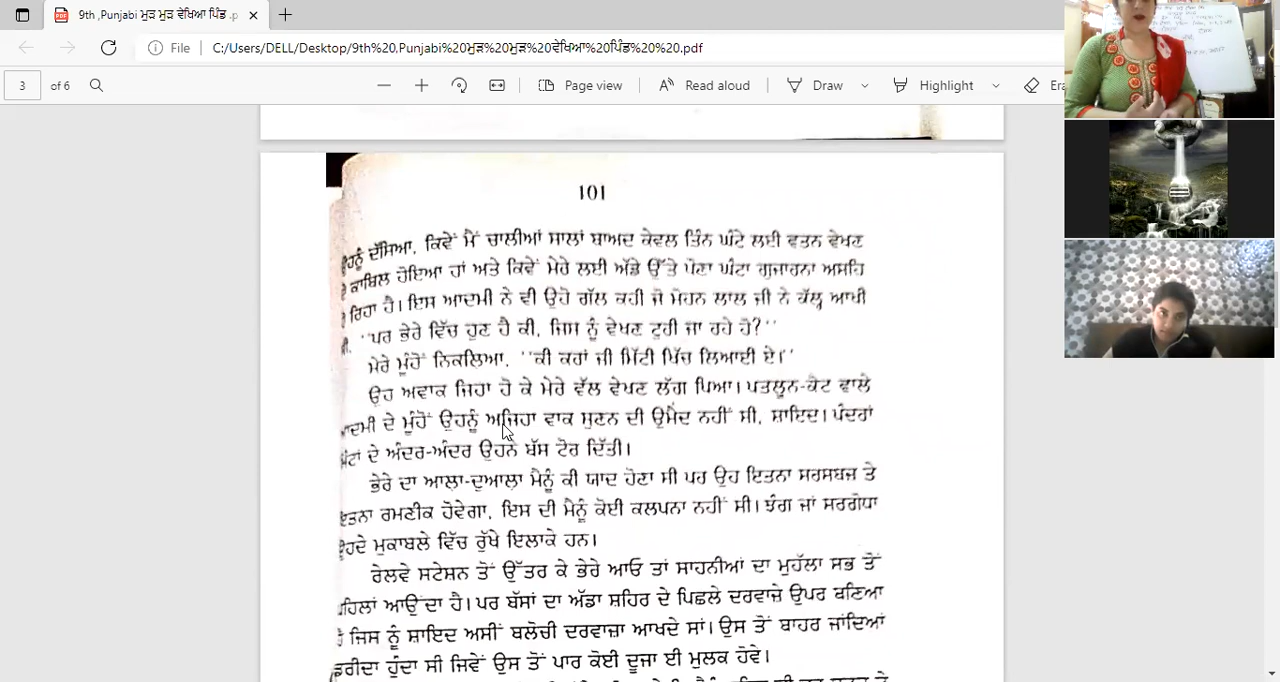 9th ,Punjabi ਮੁੜ ਮੁੜ ਵੇਖਿਆ ਪਿੰਡ .p
File C:/Users/DELL/Desktop/9th%20,Punjabi%20ਮੁੜ%20ਮੁੜ%20ਵੇਖਿਆ%20ਪਿੰਡ%20%20.pdf
3 of 6 Page view Read aloud Draw Highlight Era
101
ਉਹਨੂੰ ਦੱਸਿਆ, ਕਿਵੇਂ ਮੈਂ ਚਾਲੀਆਂ ਸਾਲਾਂ ਬਾਅਦ ਕੇਵਲ ਤਿੰਨ ਘੰਟੇ ਲਈ ਵਤਨ ਵੇਖਣ
ਦੇ ਕਾਬਿਲ ਹੋਇਆ ਹਾਂ ਅਤੇ ਕਿਵੇਂ ਮੇਰੇ ਲਈ ਅੱਡੇ ਉੱਤੇ ਪੌਣਾ ਘੰਟਾ ਗੁਜ਼ਾਰਨਾ ਅਸਹਿ
ਰਿਹਾ ਹੈ। ਇਸ ਆਦਮੀ ਨੇ ਵੀ ਉਹੋ ਗੱਲ ਕਹੀ ਜੋ ਮੋਹਨ ਲਾਲ ਜੀ ਨੇ ਕੱਲ੍ਹ ਆਖੀ
ਸੀ, "ਪਰ ਭੇਰੇ ਵਿੱਚ ਹੁਣ ਹੈ ਕੀ, ਜਿਸ ਨੂੰ ਵੇਖਣ ਟੁਰੀ ਜਾ ਰਹੇ ਹੋ?"
ਮੇਰੇ ਮੂੰਹੋਂ ਨਿਕਲਿਆ, "ਕੀ ਕਰਾਂ ਜੀ ਮਿੱਟੀ ਖਿੱਚ ਲਿਆਈ ਏ।"
ਉਹ ਅਵਾਕ ਜਿਹਾ ਹੋ ਕੇ ਮੇਰੇ ਵੱਲ ਵੇਖਣ ਲੱਗ ਪਿਆ। ਪਤਲੂਨ-ਕੋਟ ਵਾਲੇ
ਆਦਮੀ ਦੇ ਮੂੰਹੋਂ ਉਹਨੂੰ ਅਜਿਹਾ ਵਾਕ ਸੁਣਨ ਦੀ ਉਮੈਦ ਨਹੀਂ ਸੀ, ਸ਼ਾਇਦ। ਪੰਦਰਾਂ
ਮਿੰਟਾਂ ਦੇ ਅੰਦਰ-ਅੰਦਰ ਉਹਨੇ ਬੱਸ ਟੋਰ ਦਿੱਤੀ।
ਭੇਰੇ ਦਾ ਆਲਾ-ਦੁਆਲਾ ਮੈਨੂੰ ਕੀ ਯਾਦ ਹੋਣਾ ਸੀ ਪਰ ਉਹ ਇਤਨਾ ਸਰਸਬਜ਼ ਤੇ
ਇਤਨਾ ਰਮਣੀਕ ਹੋਵੇਗਾ, ਇਸ ਦੀ ਮੈਨੂੰ ਕੋਈ ਕਲਪਨਾ ਨਹੀਂ ਸੀ। ਝੰਗ ਜਾਂ ਸਰਗੋਧਾ
ਉਹਦੇ ਮੁਕਾਬਲੇ ਵਿੱਚ ਰੁੱਖੇ ਇਲਾਕੇ ਹਨ।
ਰੇਲਵੇ ਸਟੇਸ਼ਨ ਤੋਂ ਉੱਤਰ ਕੇ ਭੇਰੇ ਆਓ ਤਾਂ ਸਾਹਨੀਆਂ ਦਾ ਮੁਹੱਲਾ ਸਭ ਤੋਂ
ਪਹਿਲਾਂ ਆਉਂਦਾ ਹੈ। ਪਰ ਬੱਸਾਂ ਦਾ ਅੱਡਾ ਸ਼ਹਿਰ ਦੇ ਪਿਛਲੇ ਦਰਵਾਜ਼ੇ ਉਪਰ ਬਣਿਆ
ਹੈ ਜਿਸ ਨੂੰ ਸ਼ਾਇਦ ਅਸੀਂ ਬਲੋਚੀ ਦਰਵਾਜ਼ਾ ਆਖਦੇ ਸਾਂ। ਉਸ ਤੋਂ ਬਾਹਰ ਜਾਂਦਿਆਂ
ਡਰੀਦਾ ਹੁੰਦਾ ਸੀ ਜਿਵੇਂ ਉਸ ਤੋਂ ਪਾਰ ਕੋਈ ਦੂਜਾ ਈ ਮੁਲਕ ਹੋਵੇ।